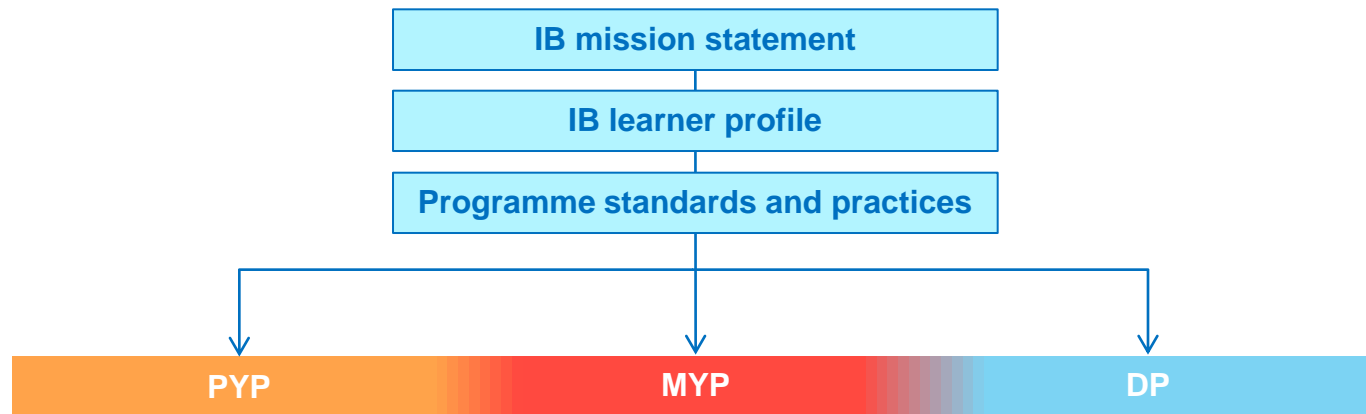 IB mission statement
IB learner profile
Programme standards and practices
PYP MYP DP